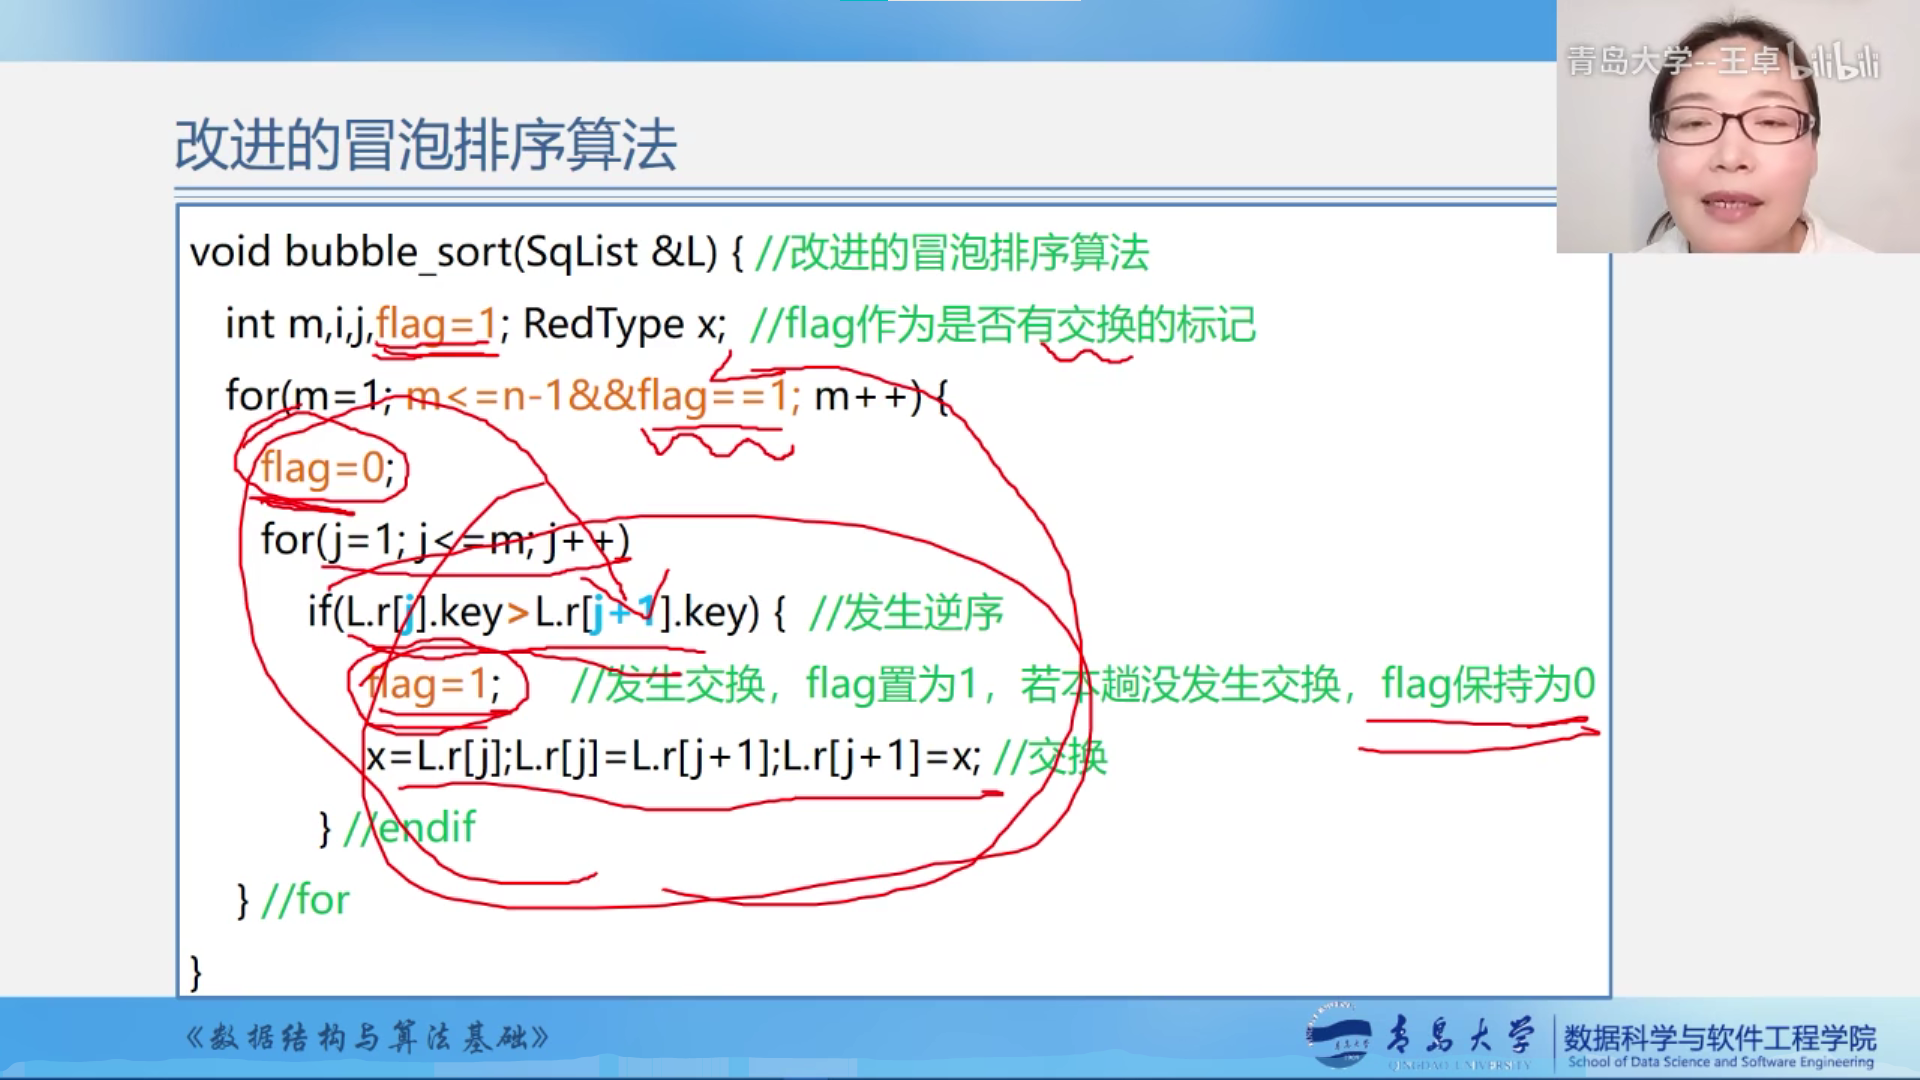 青岛大学--王卓 bilibili
改进的冒泡排序算法
void bubble_sort(SqList &L) { //改进的冒泡排序算法
int m,i,j,flag=1; RedType x; //flag作为是否有交换的标记
for(m=1; m<=n-1&&flag==1; m++) {
flag=0;
for(j=1; j<=m; j++)
if(L.r[j].key>L.r[j+1].key) { //发生逆序
flag=1; //发生交换，flag置为1，若本趟没发生交换，flag保持为0
x=L.r[j];L.r[j]=L.r[j+1];L.r[j+1]=x; //交换
} //endif
} //for
}
《数据结构与算法基础》
青岛大学
QINGDAO UNIVERSITY
数据科学与软件工程学院
School of Data Science and Software Engineering